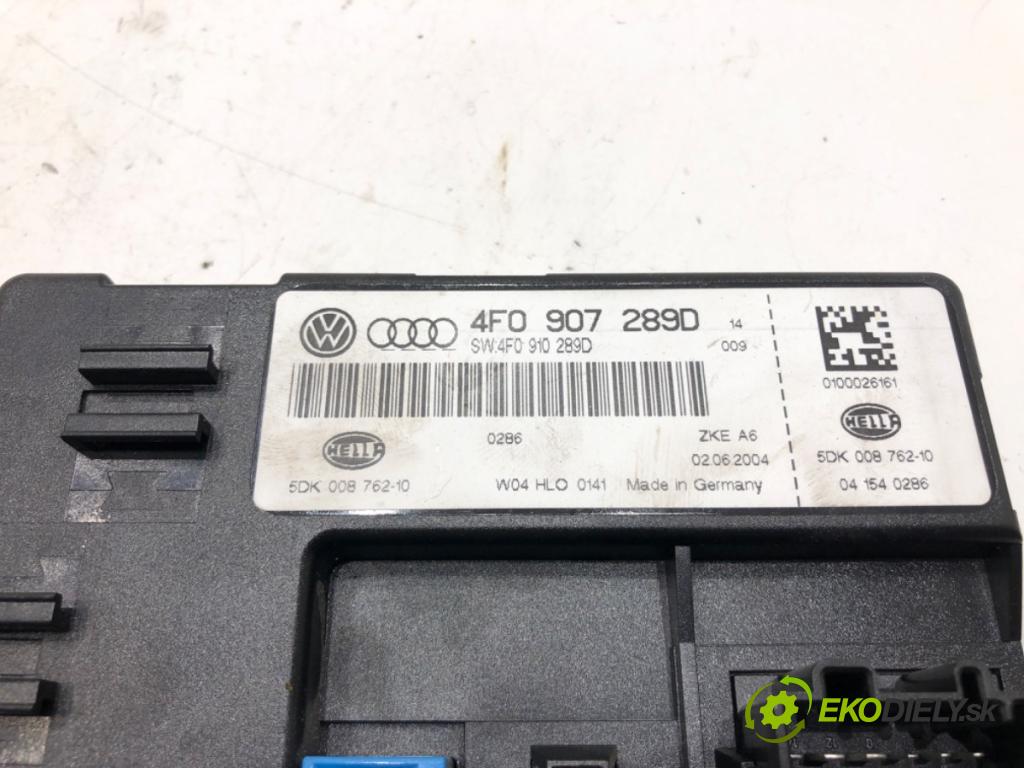 4F0 907 289D
14
SW:4F0 910 289D
009
0100026161
HELLA
0286
ZKE A6
HELLA
02.06.2004
5DK 008 762-10
5DK 008 762-10
W04 HLO 0141 Made in Germany
04 154 0286
EKODIELY.sk